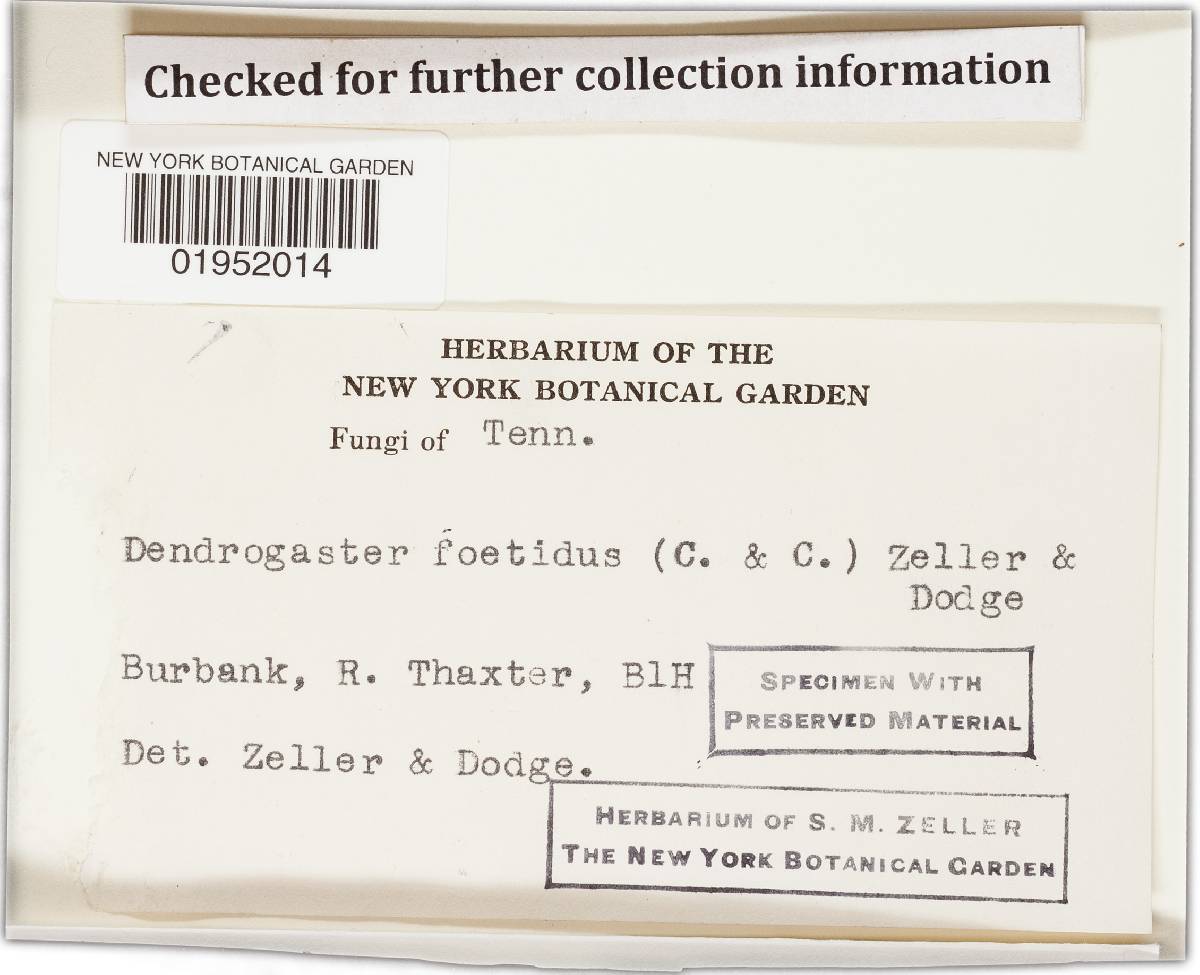 Checked for further collection information
NEW YORK BOTANICAL GARDEN
01952014
HERBARIUM OF THE
NEW YORK BOTANICAL GARDEN
Fungi of Tenn.
Dendrogaster foetidus (C. & C.) Zeller &
Dodge
Burbank, R. Thaxter, BlH
SPECIMEN WITH
PRESERVED MATERIAL
Det. Zeller & Dodge.
HERBARIUM OF S. M. ZELLER
THE NEW YORK BOTANICAL GARDEN